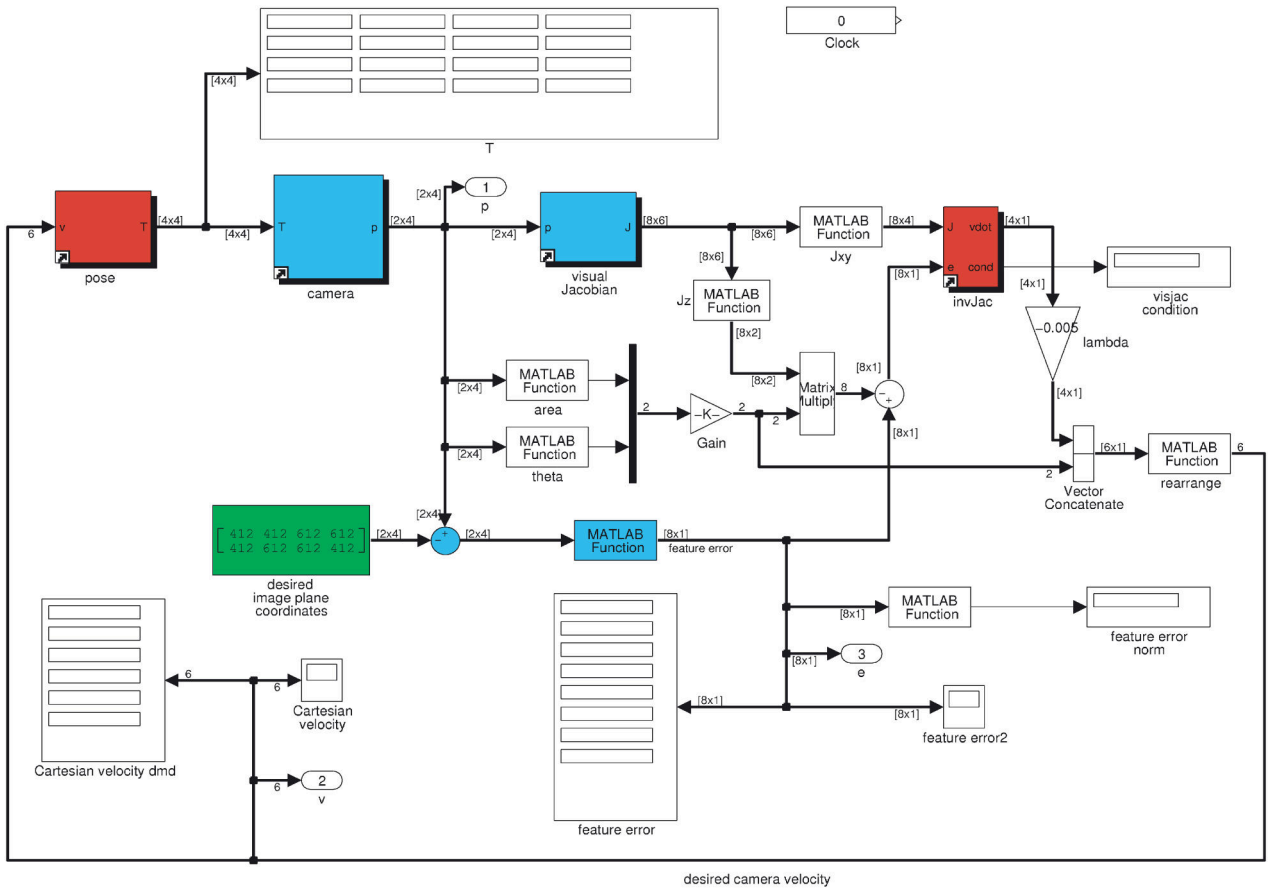 0
Clock
[4x4]
T
1
p
[2x4]
v
T
pose
[4x4]
[4x4]
T
p
camera
[2x4]
[2x4]
p
J
visual
Jacobian
[8x6]
[8x6]
MATLAB
Function
Jxy
[8x4]
J
vdot
e
cond
invJac
[4x1]
[8x1]
[4x1]
visjac
condition
6
[8x6]
Jz
MATLAB
Function
[8x2]
[8x2]
−0.005
lambda
[4x1]
[2x4]
MATLAB
Function
area
[2x4]
MATLAB
Function
theta
2
−K−
Gain
2
2
Matrix
Multiply
8
[8x1]
−
+
[8x1]
2
Vector
Concatenate
[6x1]
MATLAB
Function
rearrange
6
412 412 612 612
412 612 612 412
desired
image plane
coordinates
[2x4]
[2x4]
−
+
[2x4]
MATLAB
Function
[8x1]
feature error
[8x1]
MATLAB
Function
feature error
norm
[8x1]
3
e
[8x1]
[8x1]
feature error2
feature error
6
Cartesian velocity dmd
6
Cartesian
velocity
6
2
v
desired camera velocity